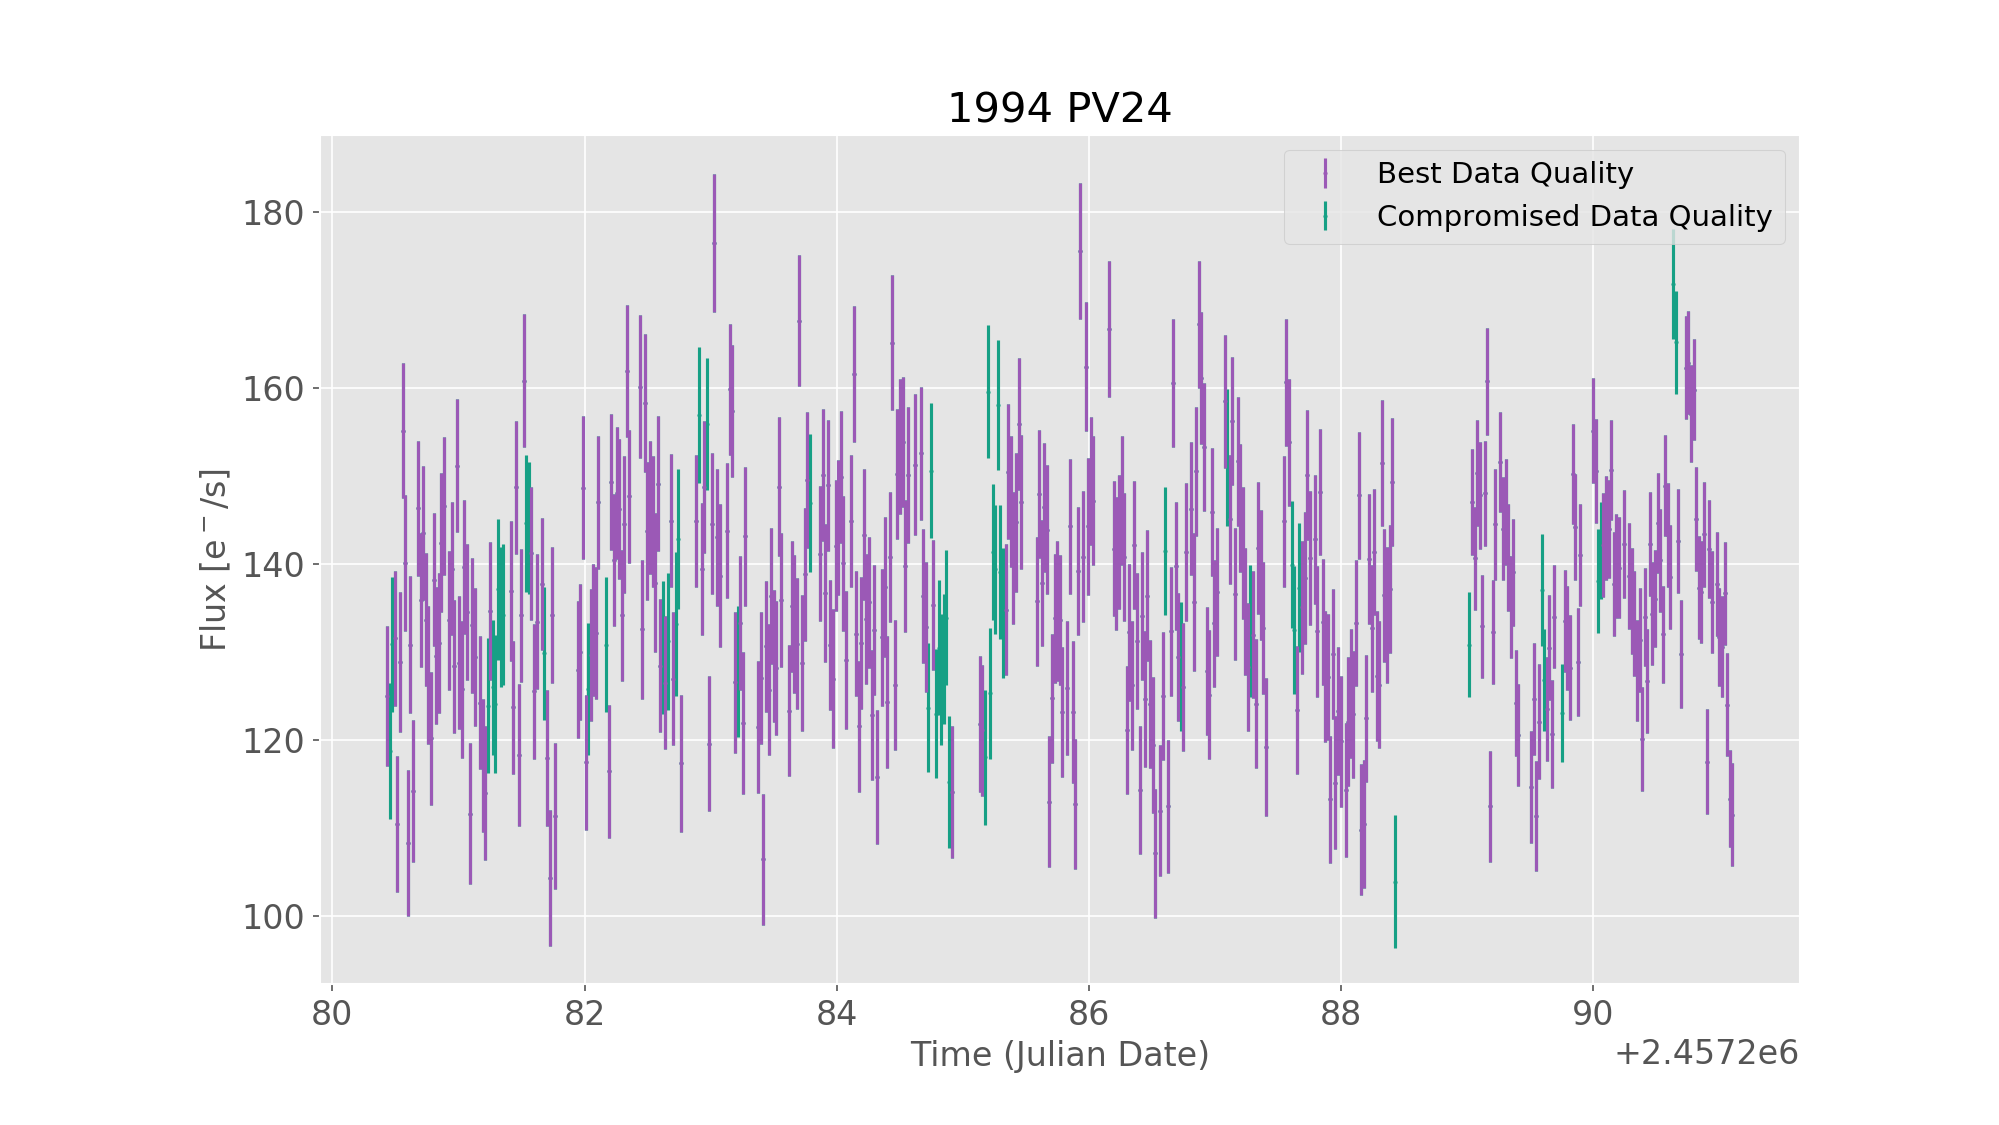 1994 PV24
Best Data Quality
Compromised Data Quality
Flux [e⁻/s]
180
160
140
120
100
80 82 84 86 88 90
Time (Julian Date)
+2.4572e6